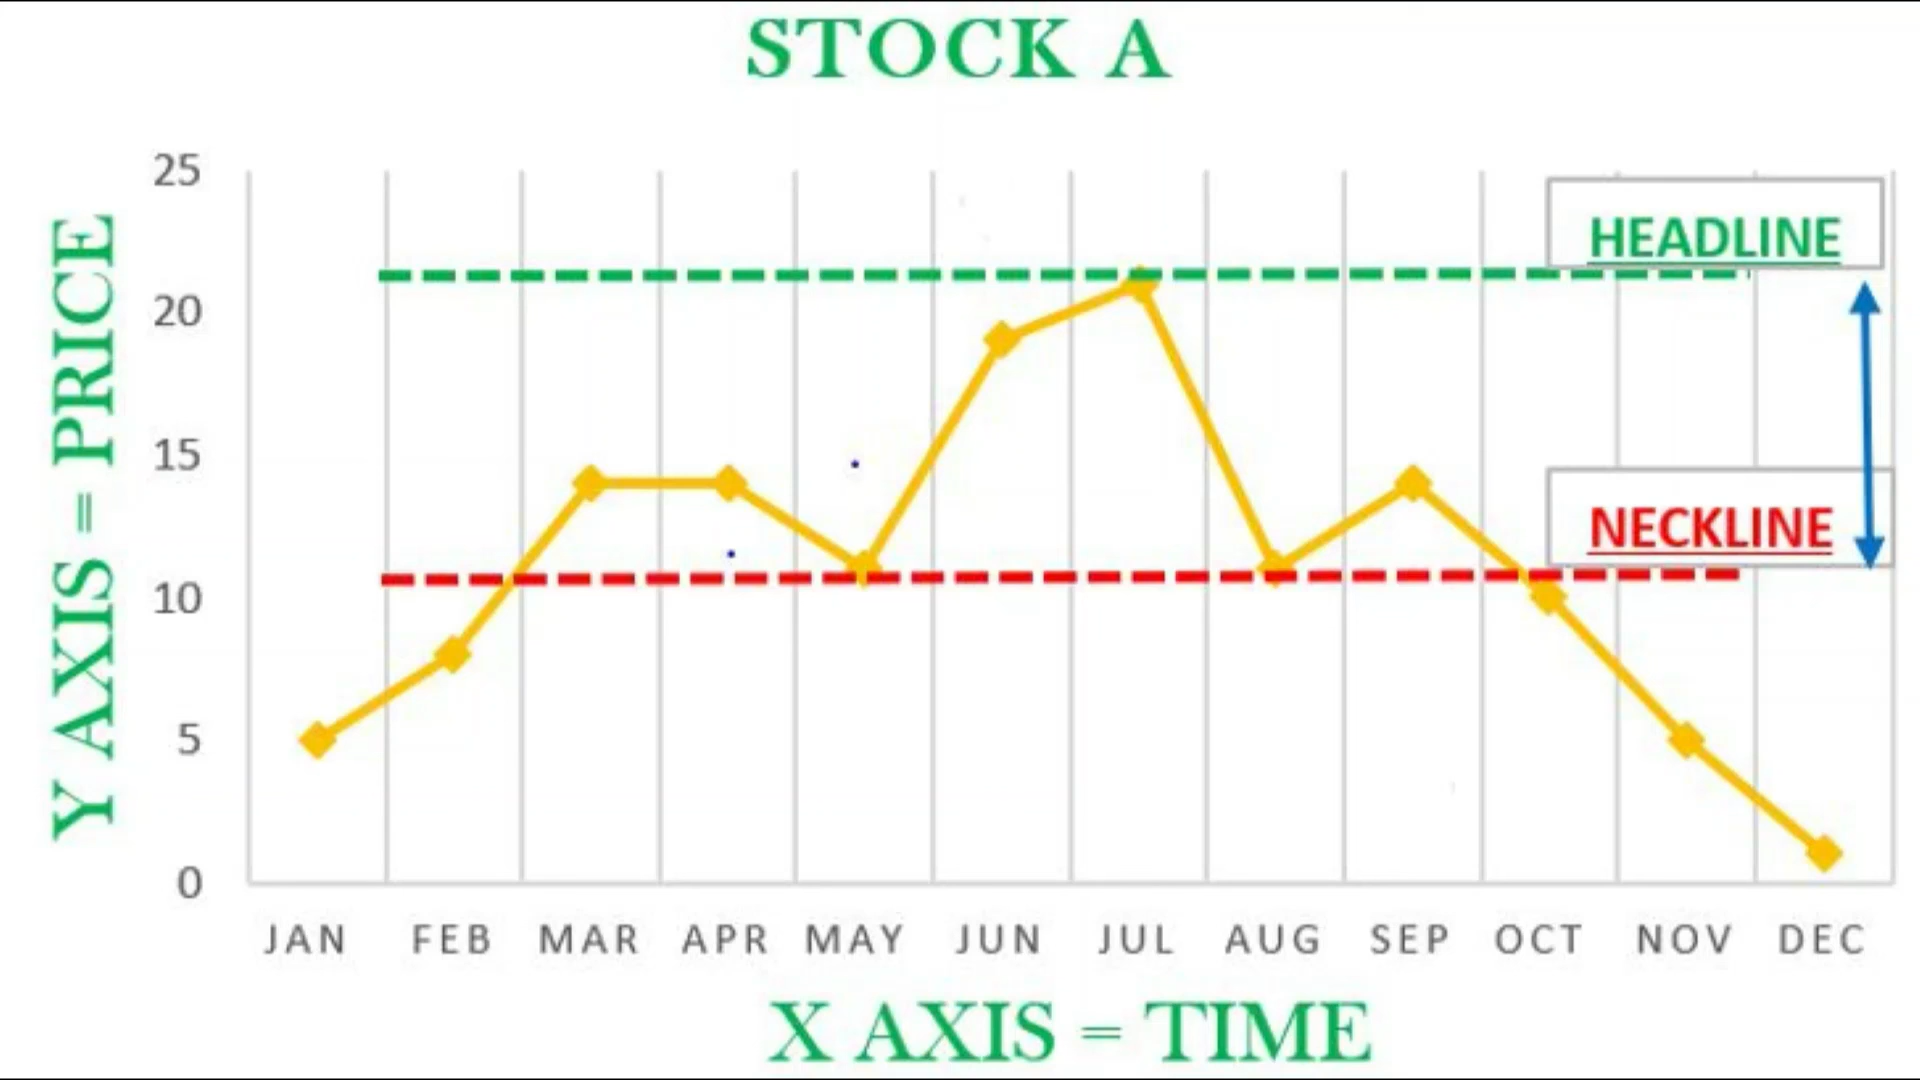 STOCK A
Y AXIS = PRICE
25
20
15
10
5
0
HEADLINE
NECKLINE
JAN FEB MAR APR MAY JUN JUL AUG SEP OCT NOV DEC
X AXIS = TIME